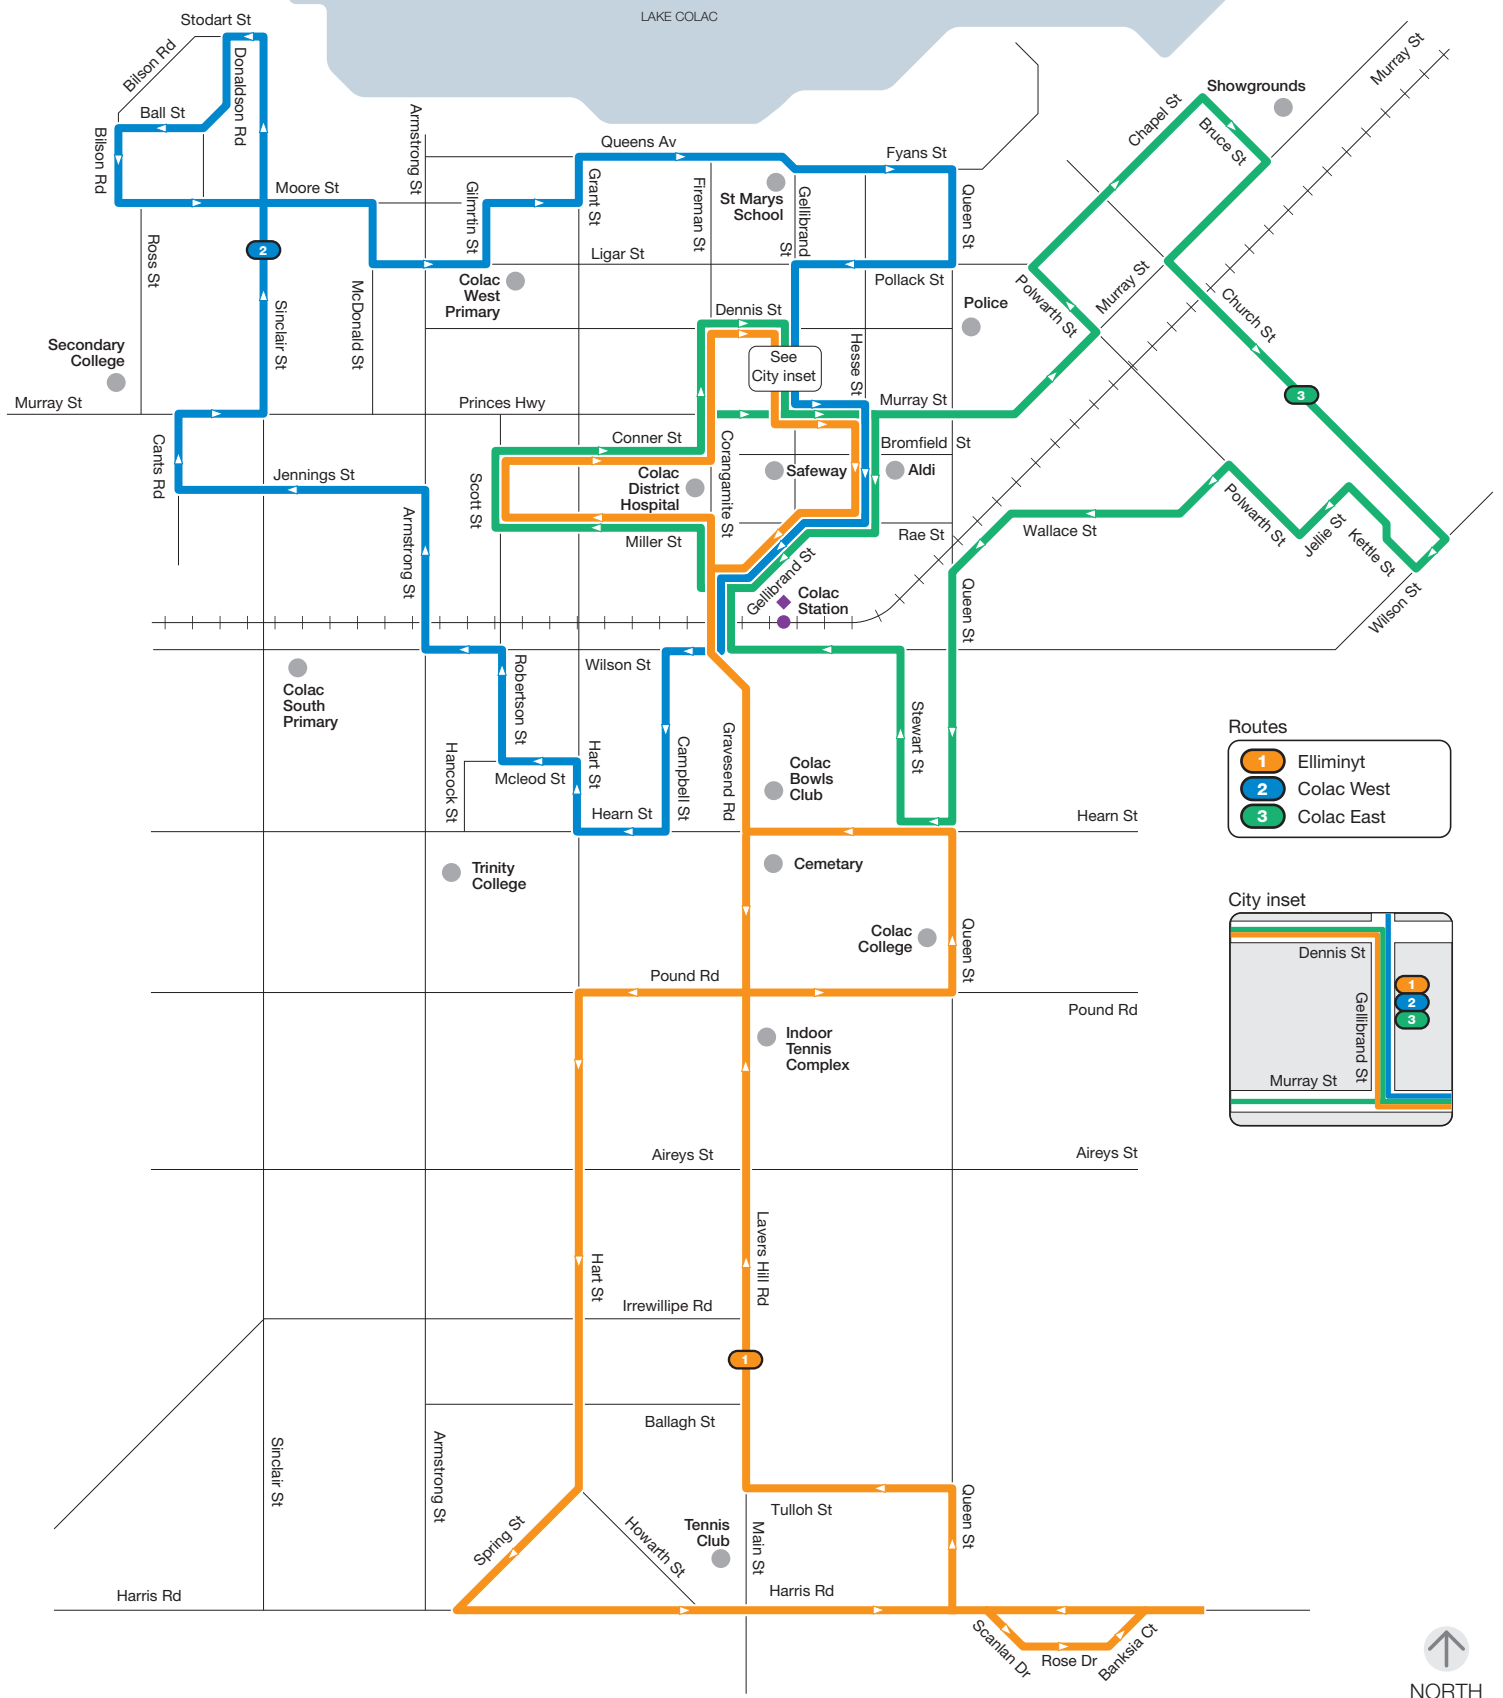 LAKE COLAC
Stodart St
Bilson Rd
Donaldson Rd
Ball St
Bilson Rd
Moore St
Armstrong St
Gilmrtin St
Queens Av
Grant St
Fireman St
St Marys
School
Gellibrand
St
Fyans St
Queen St
Showgrounds
Murray St
Chapel St
Bruce St
Ross St
2
Sinclair St
McDonald St
Ligar St
Colac
West
Primary
Pollack St
Police
Polwarth St
Murray St
Church St
3
Dennis St
See
City inset
Hesse St
Secondary
College
Murray St
Princes Hwy
Murray St
Conner St
Corangamite St
Bromfield St
Cants Rd
Jennings St
Scott St
Colac
District
Hospital
Safeway
Aldi
Armstrong St
Miller St
Rae St
Wallace St
Polwarth St
Jellie St
Kettle St
Wilson St
Gellibrand St
Colac
Station
Queen St
Colac
South
Primary
Robertson St
Wilson St
Stewart St
Hancock St
Mcleod St
Hart St
Hearn St
Campbell St
Gravesend Rd
Colac
Bowls
Club
Hearn St
Routes
1 Elliminyt
2 Colac West
3 Colac East
Trinity
College
Cemetary
Colac
College
Queen St
City inset
Dennis St
Gellibrand St
1
2
3
Murray St
Pound Rd
Pound Rd
Indoor
Tennis
Complex
Aireys St
Aireys St
Hart St
Lavers Hill Rd
Irrewillipe Rd
1
Ballagh St
Sinclair St
Armstrong St
Spring St
Howarth St
Tennis
Club
Main St
Tulloh St
Queen St
Harris Rd
Harris Rd
Scanlan Dr
Rose Dr
Banksia Ct
NORTH